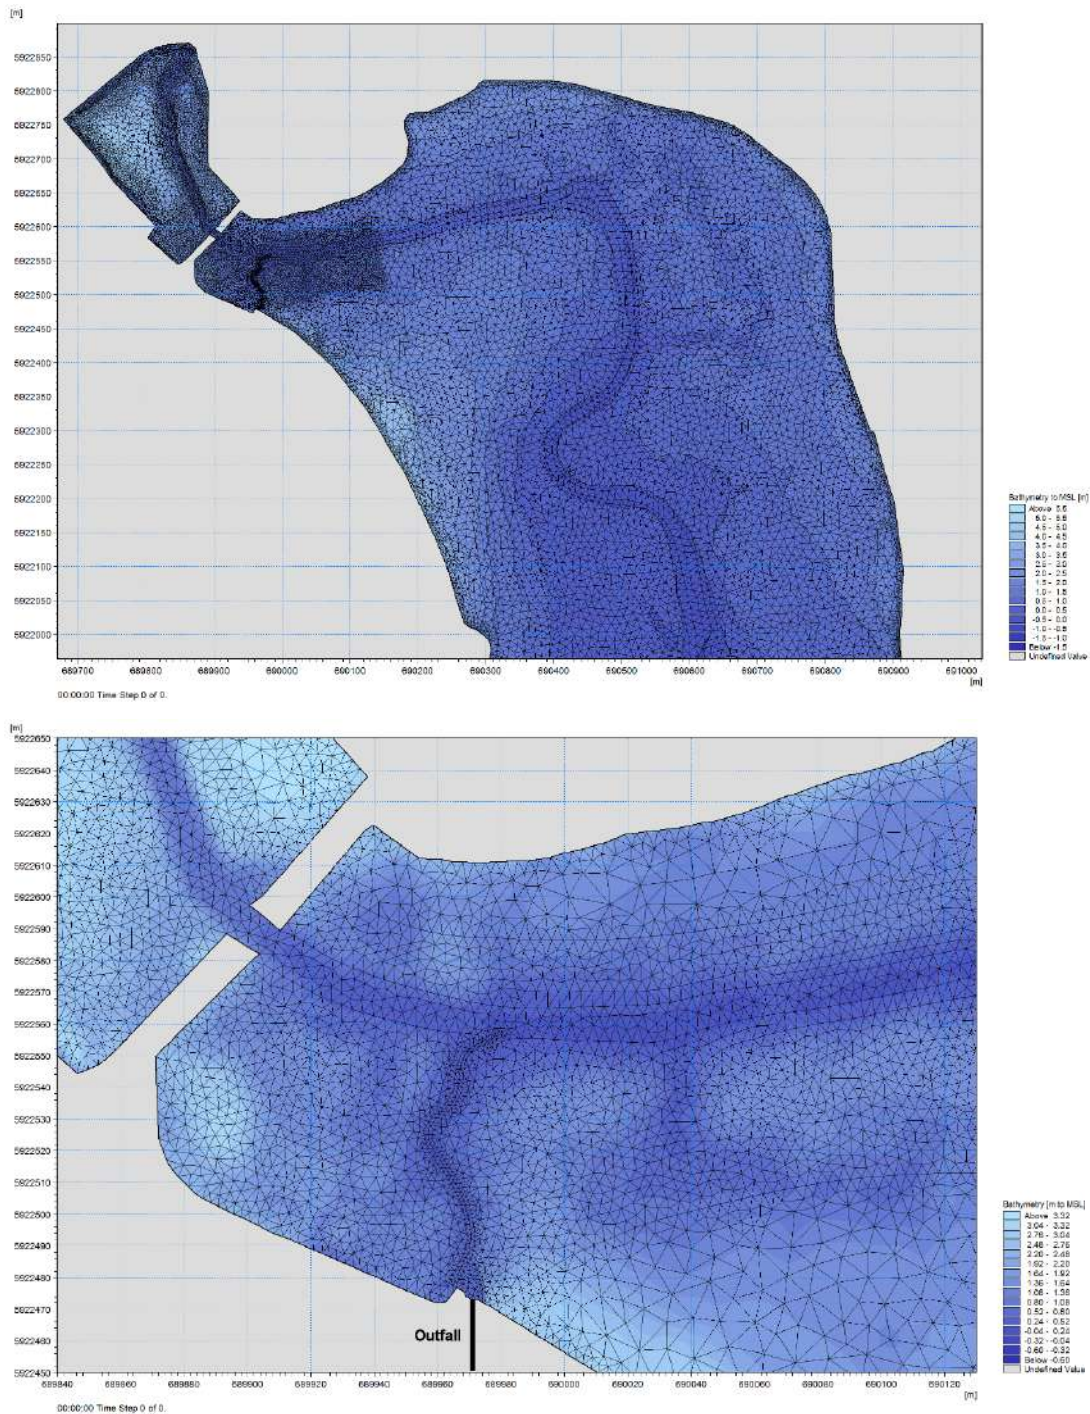 [m]
5922850
5922800
5922750
5922700
5922650
5922600
5922550
5922500
5922450
5922400
5922350
5922300
5922250
5922200
5922150
5922100
5922050
5922000
689700 689800 689900 690000 690100 690200 690300 690400 690500 690600 690700 690800 690900 691000
[m]
00:00:00 Time Step 0 of 0.
Bathymetry to MSL [m]
Above 5.5
5.0 - 5.5
4.5 - 5.0
4.0 - 4.5
3.5 - 4.0
3.0 - 3.5
2.5 - 3.0
2.0 - 2.5
1.5 - 2.0
1.0 - 1.5
0.5 - 1.0
0.0 - 0.5
-0.5 - 0.0
-1.0 - -0.5
-1.5 - -1.0
Below -1.5
Undefined Value
[m]
5922650
5922640
5922630
5922620
5922610
5922600
5922590
5922580
5922570
5922560
5922550
5922540
5922530
5922520
5922510
5922500
5922490
5922480
5922470
5922460
5922450
Outfall
689840 689860 689880 689900 689920 689940 689960 689980 690000 690020 690040 690060 690080 690100 690120
[m]
00:00:00 Time Step 0 of 0.
Bathymetry [m to MSL]
Above 3.32
3.04 - 3.32
2.76 - 3.04
2.48 - 2.76
2.20 - 2.48
1.92 - 2.20
1.64 - 1.92
1.36 - 1.64
1.08 - 1.36
0.80 - 1.08
0.52 - 0.80
0.24 - 0.52
-0.04 - 0.24
-0.32 - -0.04
-0.60 - -0.32
Below -0.60
Undefined Value